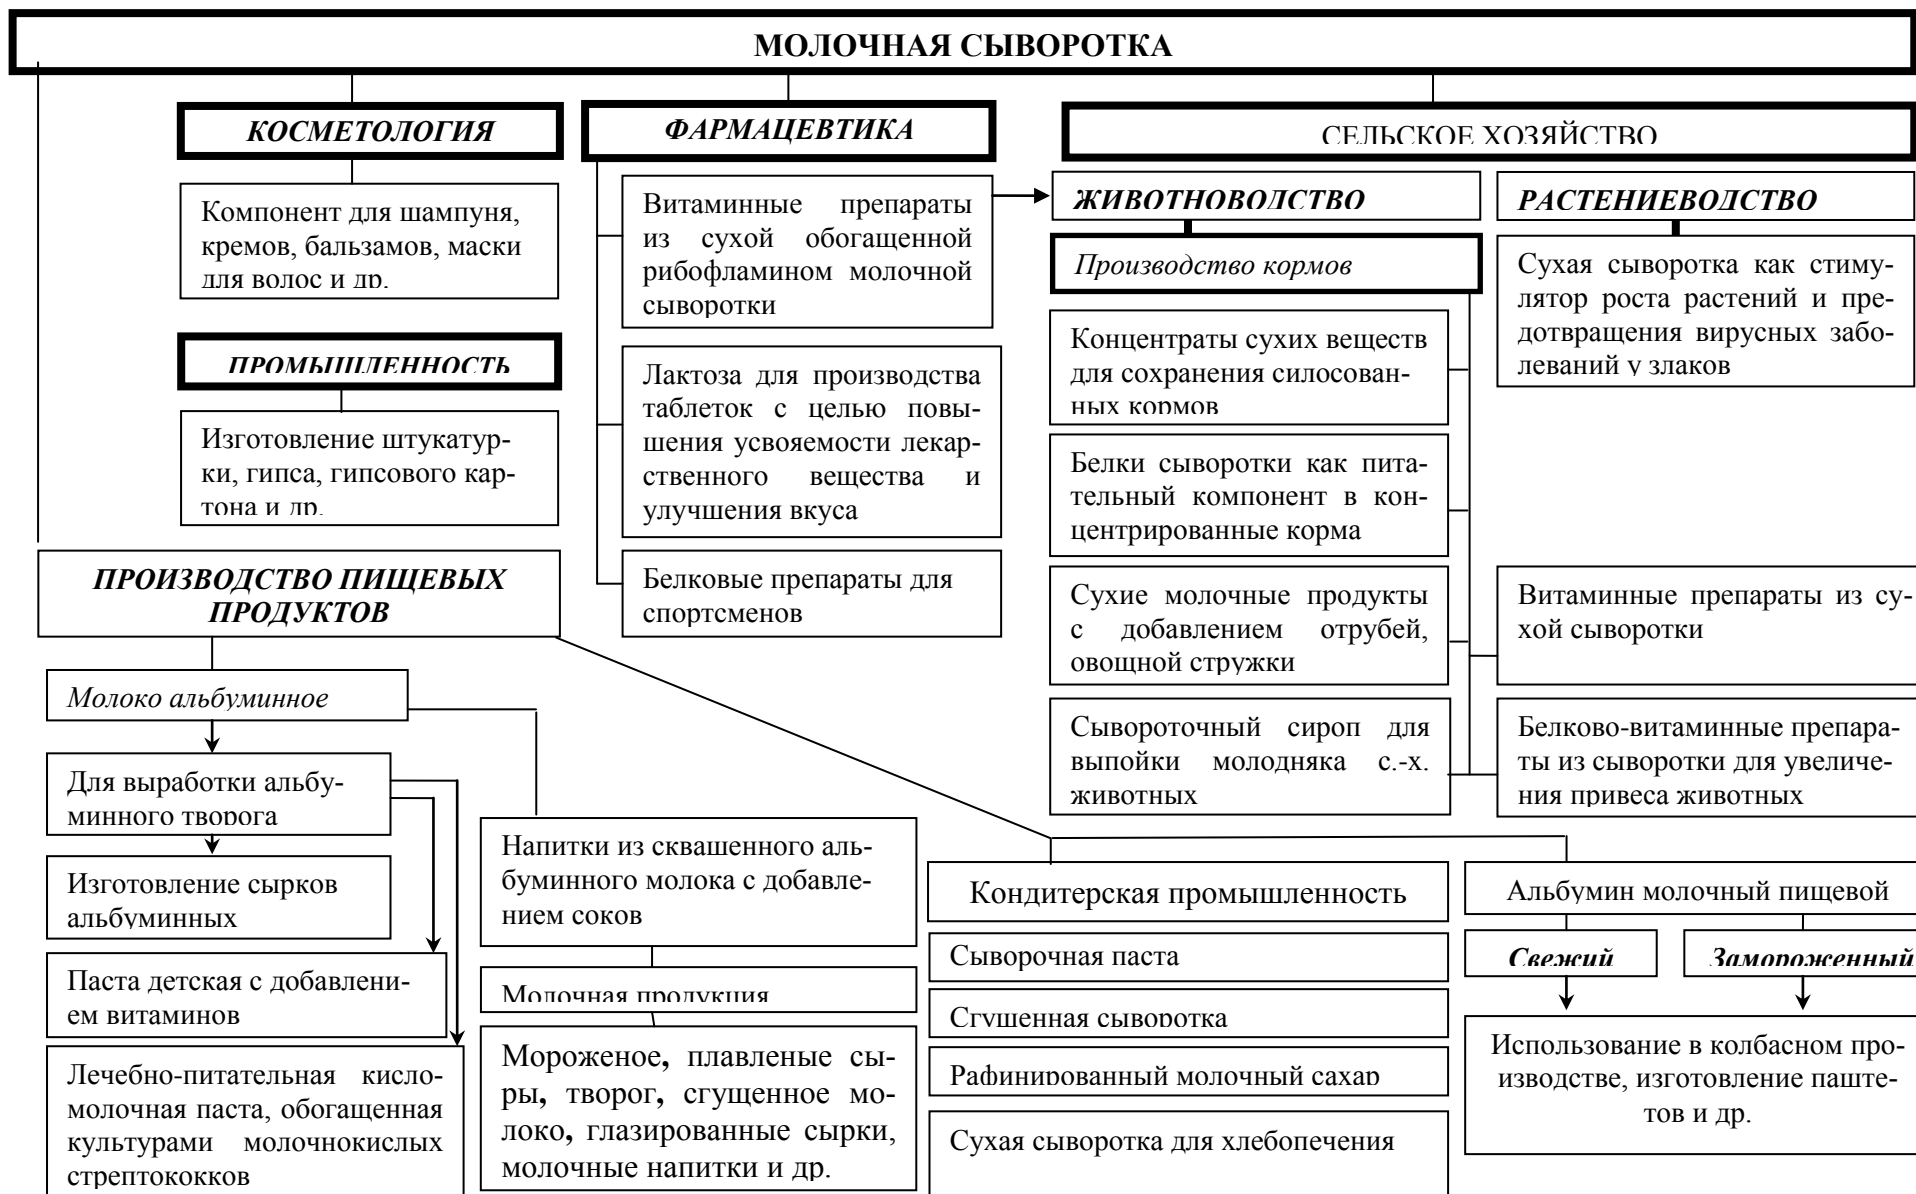 МОЛОЧНАЯ СЫВОРОТКА
КОСМЕТОЛОГИЯ
Компонент для шампуня,
кремов, бальзамов, маски
для волос и др.
ПРОМЫШЛЕННОСТЬ
Изготовление штукатур-
ки, гипса, гипсового кар-
тона и др.
ФАРМАЦЕВТИКА
Витаминные препараты
из сухой обогащенной
рибофламином молочной
сыворотки
Лактоза для производства
таблеток с целью повы-
шения усвояемости лекар-
ственного вещества и
улучшения вкуса
Белковые препараты для
спортсменов
СЕЛЬСКОЕ ХОЗЯЙСТВО
ЖИВОТНОВОДСТВО
Производство кормов
Концентраты сухих веществ
для сохранения силосован-
ных кормов
Белки сыворотки как пита-
тельный компонент в кон-
центрированные корма
Сухие молочные продукты
с добавлением отрубей,
овощной стружки
Сывороточный сироп для
выпойки молодняка с.-х.
животных
РАСТЕНИЕВОДСТВО
Сухая сыворотка как стиму-
лятор роста растений и пре-
дотвращения вирусных забо-
леваний у злаков
Витаминные препараты из су-
хой сыворотки
Белково-витаминные препара-
ты из сыворотки для увеличе-
ния привеса животных
ПРОИЗВОДСТВО ПИЩЕВЫХ
ПРОДУКТОВ
Молоко альбуминное
Для выработки альбу-
минного творога
Изготовление сырков
альбуминных
Паста детская с добавлени-
ем витаминов
Лечебно-питательная кисло-
молочная паста, обогащенная
культурами молочнокислых
стрептококков
Напитки из сквашенного аль-
буминного молока с добавле-
нием соков
Молочная продукция
Мороженое, плавленые сы-
ры, творог, сгущенное мо-
локо, глазированные сырки,
молочные напитки и др.
Кондитерская промышленность
Сыворочная паста
Сгущенная сыворотка
Рафинированный молочный сахар
Сухая сыворотка для хлебопечения
Альбумин молочный пищевой
Свежий
Замороженный
Использование в колбасном про-
изводстве, изготовление паште-
тов и др.